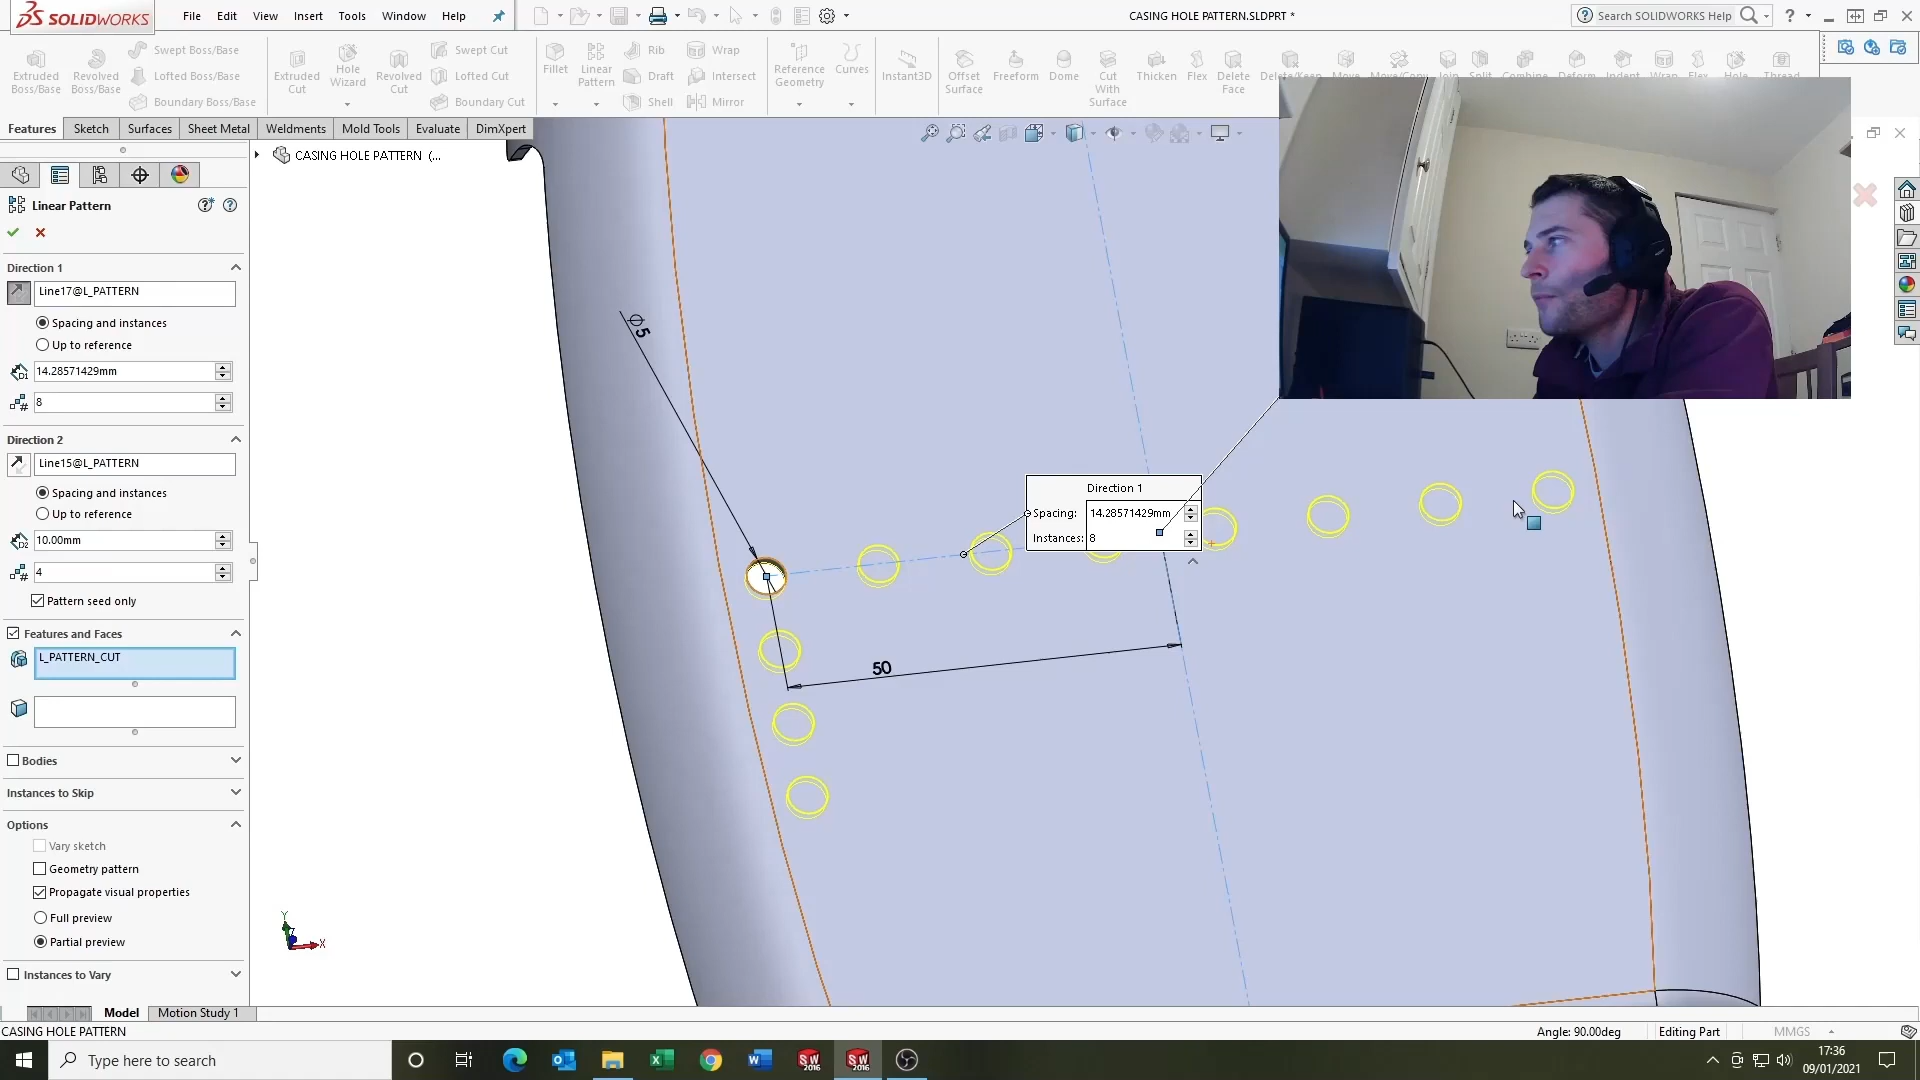 SOLIDWORKS
File Edit View Insert Tools Window Help
CASING HOLE PATTERN.SLDPRT *
Search SOLIDWORKS Help
Extruded Boss/Base
Revolved Boss/Base
Swept Boss/Base
Lofted Boss/Base
Boundary Boss/Base
Extruded Cut
Hole Wizard
Revolved Cut
Swept Cut
Lofted Cut
Boundary Cut
Fillet
Linear Pattern
Rib
Draft
Shell
Wrap
Intersect
Mirror
Reference Geometry
Curves
Instant3D
Offset Surface
Freeform
Dome
Cut With Surface
Thicken
Flex
Delete Face
Features Sketch Surfaces Sheet Metal Weldments Mold Tools Evaluate DimXpert
CASING HOLE PATTERN (...
Linear Pattern
Direction 1
Line17@L_PATTERN
Spacing and instances
Up to reference
14.28571429mm
8
Direction 2
Line15@L_PATTERN
Spacing and instances
Up to reference
10.00mm
4
Pattern seed only
Features and Faces
L_PATTERN_CUT
Bodies
Instances to Skip
Options
Vary sketch
Geometry pattern
Propagate visual properties
Full preview
Partial preview
Instances to Vary
∅5
Direction 1
Spacing: 14.28571429mm
Instances: 8
50
Y
X
Model Motion Study 1
CASING HOLE PATTERN
Angle: 90.00deg Editing Part MMGS
Type here to search
17:36
09/01/2021